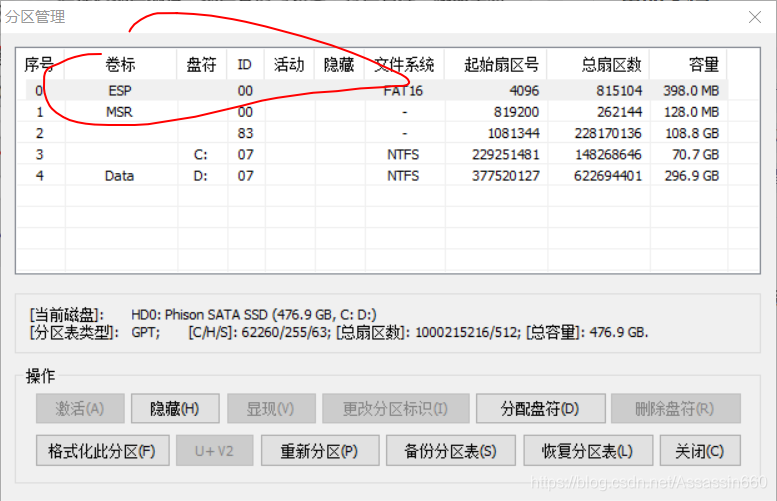 分区管理
序号 卷标 盘符 ID 活动 隐藏 文件系统 起始扇区号 总扇区数 容量
0 ESP 00 FAT16 4096 815104 398.0 MB
1 MSR 00 - 819200 262144 128.0 MB
2 83 - 1081344 228170136 108.8 GB
3 C: 07 NTFS 229251481 148268646 70.7 GB
4 Data D: 07 NTFS 377520127 622694401 296.9 GB
[当前磁盘]: HD0: Phison SATA SSD (476.9 GB, C: D:)
[分区表类型]: GPT; [C/H/S]: 62260/255/63; [总扇区数]: 1000215216/512; [总容量]: 476.9 GB.
操作
激活(A) 隐藏(H) 显现(V) 更改分区标识(I) 分配盘符(D) 删除盘符(R)
格式化此分区(F) U+ V2 重新分区(P) 备份分区表(S) 恢复分区表(L) 关闭(C)
https://blog.csdn.net/Assassin660